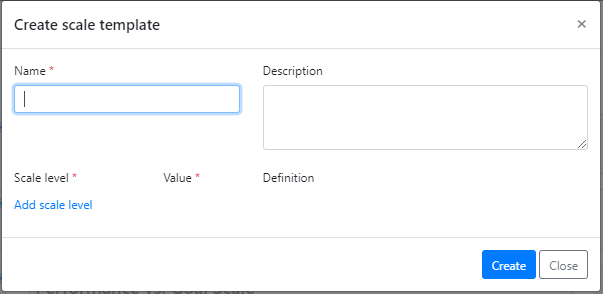 Create scale template
×
Name *
Description
Scale level *
Value *
Definition
Add scale level
Create
Close